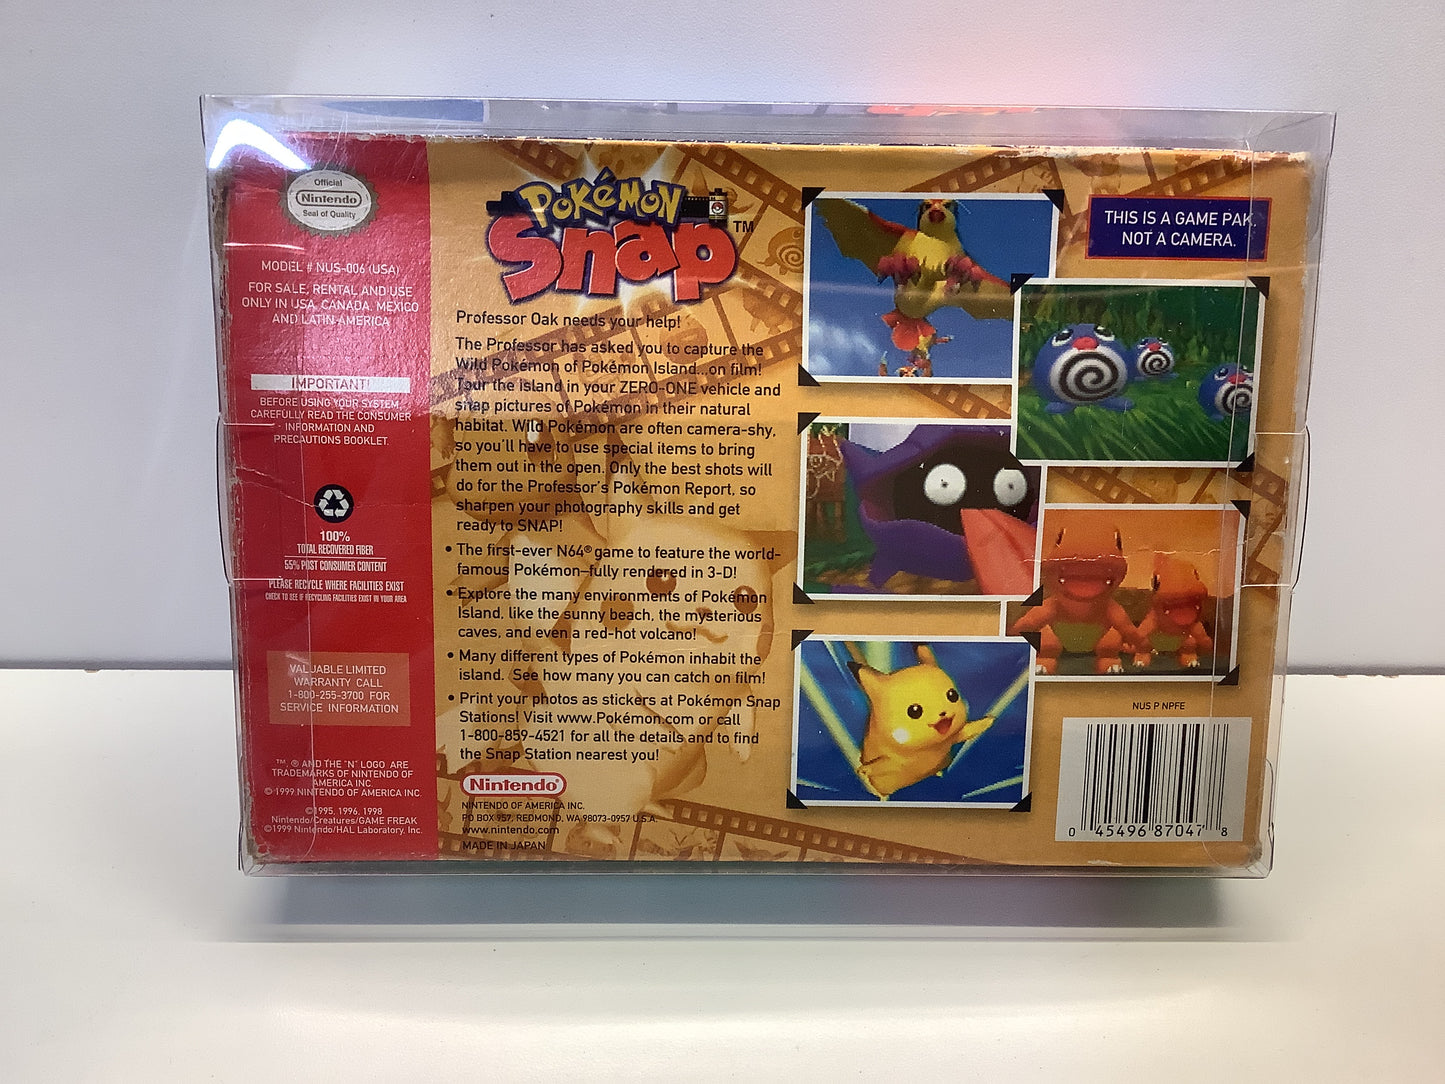 Official
Nintendo
Seal of Quality
MODEL # NUS-006 (USA)
FOR SALE, RENTAL AND USE
ONLY IN USA, CANADA, MEXICO
AND LATIN AMERICA
IMPORTANT!
BEFORE USING YOUR SYSTEM,
CAREFULLY READ THE CONSUMER
INFORMATION AND
PRECAUTIONS BOOKLET.
100%
TOTAL RECOVERED FIBER
55% POST CONSUMER CONTENT
PLEASE RECYCLE WHERE FACILITIES EXIST
CHECK TO SEE IF RECYCLING FACILITIES EXIST IN YOUR AREA
VALUABLE LIMITED
WARRANTY CALL
1-800-255-3700 FOR
SERVICE INFORMATION
™, ® AND THE "N" LOGO ARE
TRADEMARKS OF NINTENDO OF
AMERICA INC.
© 1999 NINTENDO OF AMERICA INC.
©1995, 1996, 1998
Nintendo/Creatures/GAME FREAK
©1999 Nintendo/HAL Laboratory, Inc.
POKéMON
Snap™
Professor Oak needs your help!
The Professor has asked you to capture the
Wild Pokémon of Pokémon Island...on film!
Tour the island in your ZERO-ONE vehicle and
snap pictures of Pokémon in their natural
habitat. Wild Pokémon are often camera-shy,
so you'll have to use special items to bring
them out in the open. Only the best shots will
do for the Professor's Pokémon Report, so
sharpen your photography skills and get
ready to SNAP!
• The first-ever N64® game to feature the world-
famous Pokémon–fully rendered in 3-D!
• Explore the many environments of Pokémon
Island, like the sunny beach, the mysterious
caves, and even a red-hot volcano!
• Many different types of Pokémon inhabit the
island. See how many you can catch on film!
• Print your photos as stickers at Pokémon Snap
Stations! Visit www.Pokémon.com or call
1-800-859-4521 for all the details and to find
the Snap Station nearest you!
Nintendo®
NINTENDO OF AMERICA INC.
PO BOX 957, REDMOND, WA 98073-0957 U.S.A.
www.nintendo.com
MADE IN JAPAN
THIS IS A GAME PAK,
NOT A CAMERA.
NUS P NPFE
0 45496 87047 8